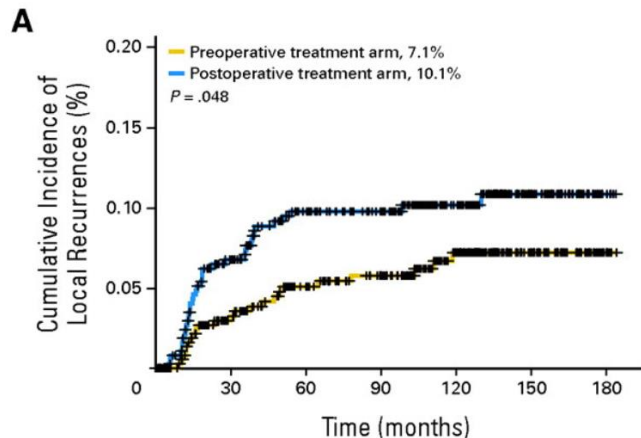 A
0.20
Preoperative treatment arm, 7.1%
Postoperative treatment arm, 10.1%
P = .048
0.15
0.10
0.05
Cumulative Incidence of
Local Recurrences (%)
0
30
60
90
120
150
180
Time (months)